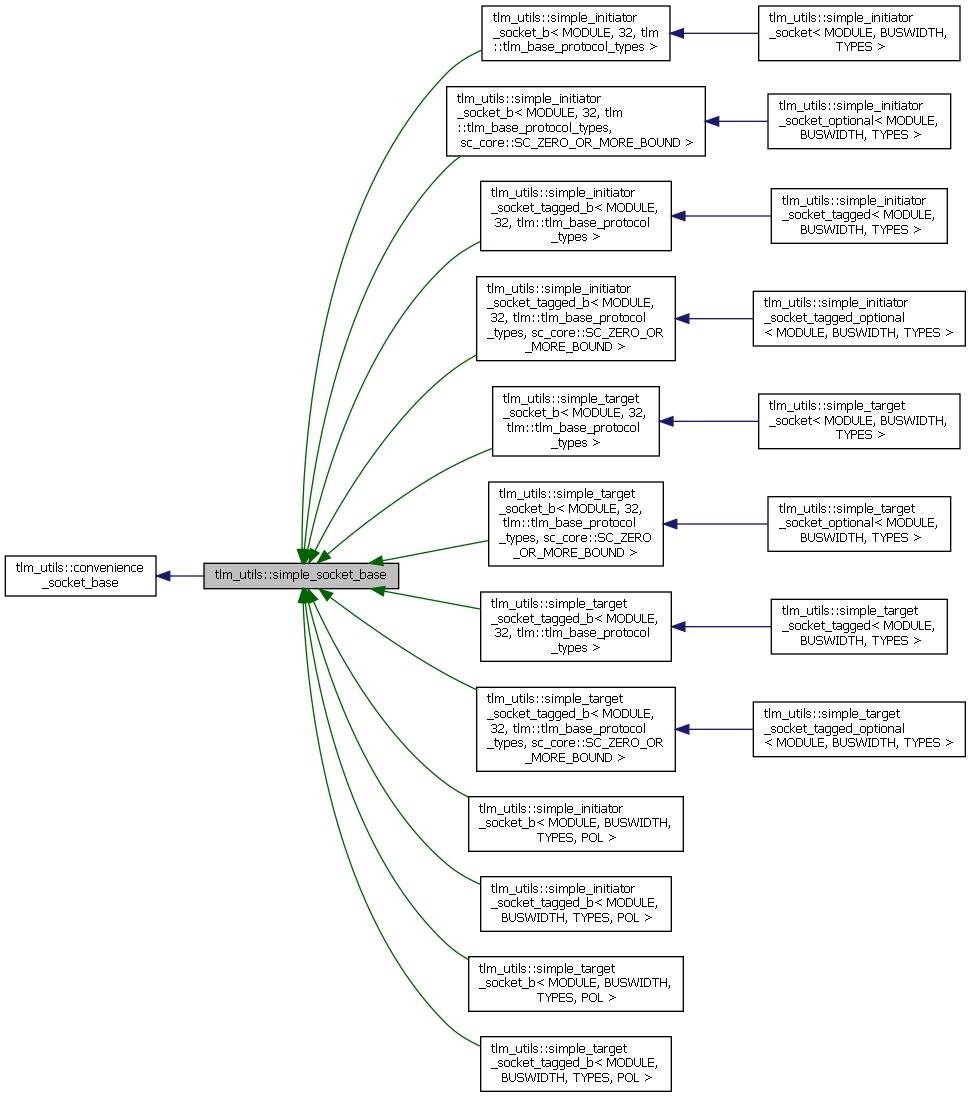 tlm_utils::simple_initiator
_socket_b< MODULE, 32, tlm
::tlm_base_protocol_types >
tlm_utils::simple_initiator
_socket< MODULE, BUSWIDTH,
TYPES >
tlm_utils::simple_initiator
_socket_b< MODULE, 32, tlm
::tlm_base_protocol_types,
sc_core::SC_ZERO_OR_MORE_BOUND >
tlm_utils::simple_initiator
_socket_optional< MODULE,
BUSWIDTH, TYPES >
tlm_utils::simple_initiator
_socket_tagged_b< MODULE,
32, tlm::tlm_base_protocol
_types >
tlm_utils::simple_initiator
_socket_tagged< MODULE,
BUSWIDTH, TYPES >
tlm_utils::simple_initiator
_socket_tagged_b< MODULE,
32, tlm::tlm_base_protocol
_types, sc_core::SC_ZERO_OR
_MORE_BOUND >
tlm_utils::simple_initiator
_socket_tagged_optional
< MODULE, BUSWIDTH, TYPES >
tlm_utils::simple_target
_socket_b< MODULE, 32,
tlm::tlm_base_protocol
_types >
tlm_utils::simple_target
_socket< MODULE, BUSWIDTH,
TYPES >
tlm_utils::simple_target
_socket_b< MODULE, 32,
tlm::tlm_base_protocol
_types, sc_core::SC_ZERO
_OR_MORE_BOUND >
tlm_utils::simple_target
_socket_optional< MODULE,
BUSWIDTH, TYPES >
tlm_utils::convenience
_socket_base
tlm_utils::simple_socket_base
tlm_utils::simple_target
_socket_tagged_b< MODULE,
32, tlm::tlm_base_protocol
_types >
tlm_utils::simple_target
_socket_tagged< MODULE,
BUSWIDTH, TYPES >
tlm_utils::simple_target
_socket_tagged_b< MODULE,
32, tlm::tlm_base_protocol
_types, sc_core::SC_ZERO_OR
_MORE_BOUND >
tlm_utils::simple_target
_socket_tagged_optional
< MODULE, BUSWIDTH, TYPES >
tlm_utils::simple_initiator
_socket_b< MODULE, BUSWIDTH,
TYPES, POL >
tlm_utils::simple_initiator
_socket_tagged_b< MODULE,
BUSWIDTH, TYPES, POL >
tlm_utils::simple_target
_socket_b< MODULE, BUSWIDTH,
TYPES, POL >
tlm_utils::simple_target
_socket_tagged_b< MODULE,
BUSWIDTH, TYPES, POL >